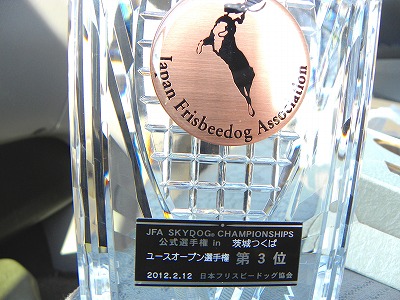 Japan Frisbeedog Association
JFA SKYDOG® CHAMPIONSHIPS
公式選手権 in 茨城つくば
ユースオープン選手権 第3位
2012.2.12 日本フリスビードッグ協会